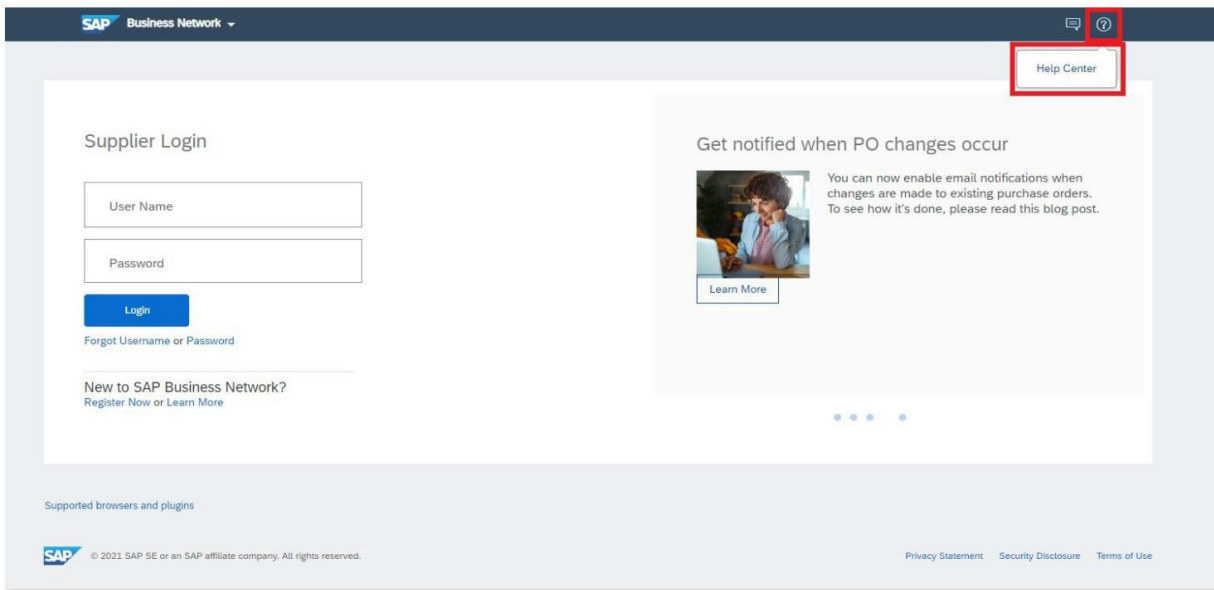 SAP Business Network
Help Center
Supplier Login
User Name
Password
Login
Forgot Username or Password
New to SAP Business Network?
Register Now or Learn More
Get notified when PO changes occur
You can now enable email notifications when
changes are made to existing purchase orders.
To see how it's done, please read this blog post.
Learn More
Supported browsers and plugins
SAP © 2021 SAP SE or an SAP affiliate company. All rights reserved.
Privacy Statement Security Disclosure Terms of Use